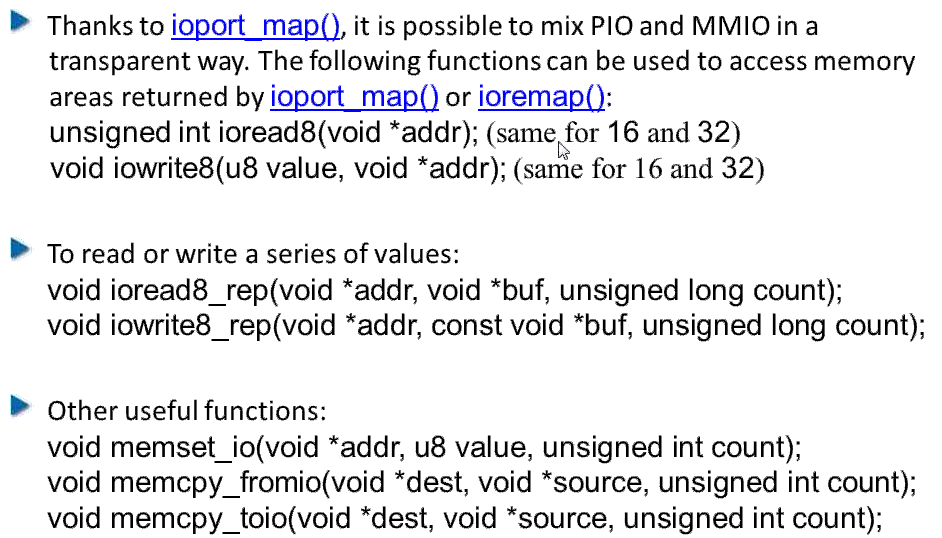 Thanks to ioport_map(), it is possible to mix PIO and MMIO in a
transparent way. The following functions can be used to access memory
areas returned by ioport_map() or ioremap():
unsigned int ioread8(void *addr); (same for 16 and 32)
void iowrite8(u8 value, void *addr); (same for 16 and 32)
To read or write a series of values:
void ioread8_rep(void *addr, void *buf, unsigned long count);
void iowrite8_rep(void *addr, const void *buf, unsigned long count);
Other useful functions:
void memset_io(void *addr, u8 value, unsigned int count);
void memcpy_fromio(void *dest, void *source, unsigned int count);
void memcpy_toio(void *dest, void *source, unsigned int count);